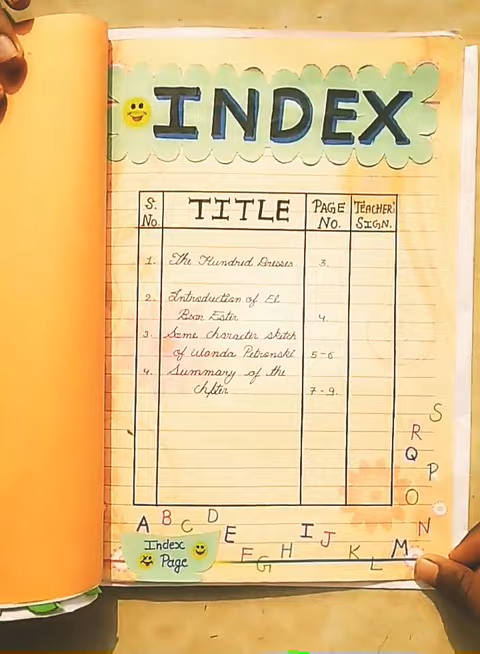 INDEX
S. No. TITLE PAGE No. TEACHER'S SIGN.
1. The Hundred Dresses 3.
2. Introduction of El
Bson Ester 4.
3. Some character sketch
of Wanda Petronski 5-6
4. Summary of the
chpter 7-9.
S
R
Q
P
O
N
A B C D E F G H I J K L M
Index
Page